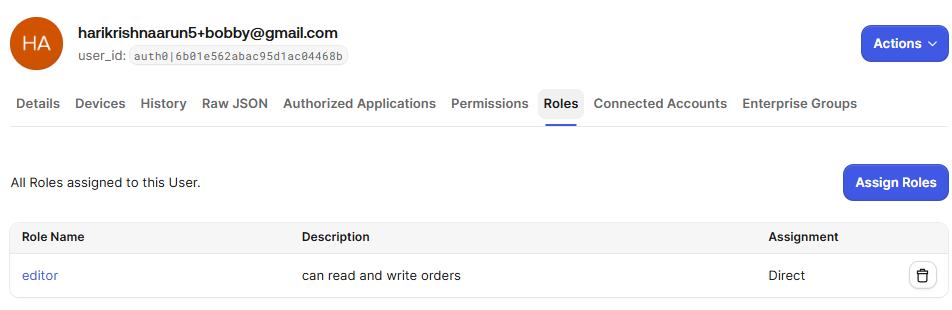 HA
harikrishnaarun5+bobby@gmail.com
user_id: auth0|6b01e562abac95d1ac04468b
Actions
Details Devices History Raw JSON Authorized Applications Permissions Roles Connected Accounts Enterprise Groups
All Roles assigned to this User.
Assign Roles
Role Name Description Assignment
editor can read and write orders Direct